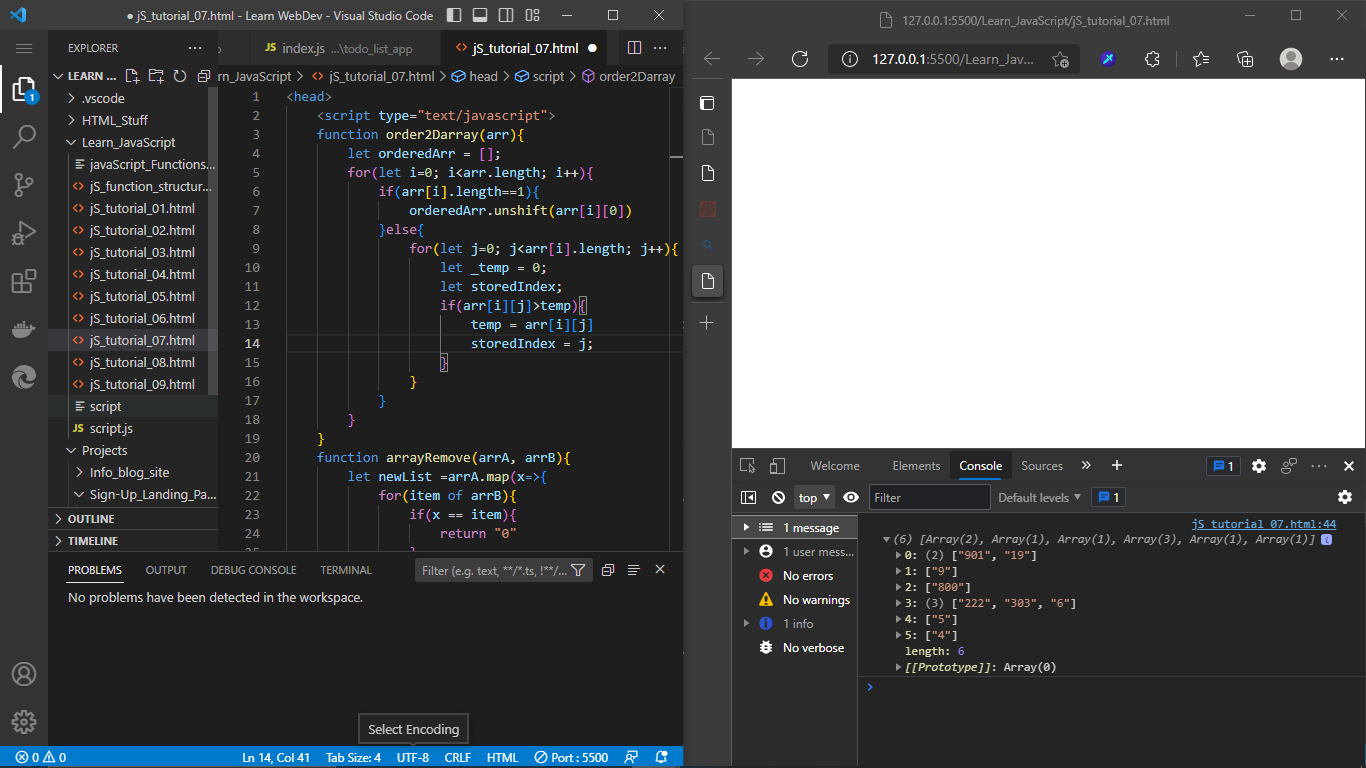 jS_tutorial_07.html - Learn WebDev - Visual Studio Code
127.0.0.1:5500/Learn_JavaScript/jS_tutorial_07.html
EXPLORER
JS index.js ...\todo_list_app
jS_tutorial_07.html
127.0.0.1:5500/Learn_Jav...
LEARN ...
rn_JavaScript > jS_tutorial_07.html > head > script > order2Darray
.vscode
HTML_Stuff
Learn_JavaScript
javaScript_Functions...
jS_function_structur...
jS_tutorial_01.html
jS_tutorial_02.html
jS_tutorial_03.html
jS_tutorial_04.html
jS_tutorial_05.html
jS_tutorial_06.html
jS_tutorial_07.html
jS_tutorial_08.html
jS_tutorial_09.html
script
JS script.js
Projects
Info_blog_site
Sign-Up_Landing_Pa...
OUTLINE
TIMELINE
1
1 <head>
2 <script type="text/javascript">
3 function order2Darray(arr){
4 let orderedArr = [];
5 for(let i=0; i<arr.length; i++){
6 if(arr[i].length==1){
7 orderedArr.unshift(arr[i][0])
8 }else{
9 for(let j=0; j<arr[i].length; j++){
10 let _temp = 0;
11 let storedIndex;
12 if(arr[i][j]>temp){
13 temp = arr[i][j]
14 storedIndex = j;
15 }
16 }
17 }
18 }
19 }
20 function arrayRemove(arrA, arrB){
21 let newList =arrA.map(x=>{
22 for(item of arrB){
23 if(x == item){
24 return "0"
PROBLEMS OUTPUT DEBUG CONSOLE TERMINAL Filter (e.g. text, **/*.ts, !**/...
No problems have been detected in the workspace.
Select Encoding
0 0 Ln 14, Col 41 Tab Size: 4 UTF-8 CRLF HTML Port : 5500
Welcome Elements Console Sources » 1
top Filter Default levels 1
1 message
1 user mess...
No errors
No warnings
1 info
No verbose
jS_tutorial_07.html:44
(6) [Array(2), Array(1), Array(1), Array(3), Array(1), Array(1)] i
0: (2) ["901", "19"]
1: ["9"]
2: ["800"]
3: (3) ["222", "303", "6"]
4: ["5"]
5: ["4"]
length: 6
[[Prototype]]: Array(0)